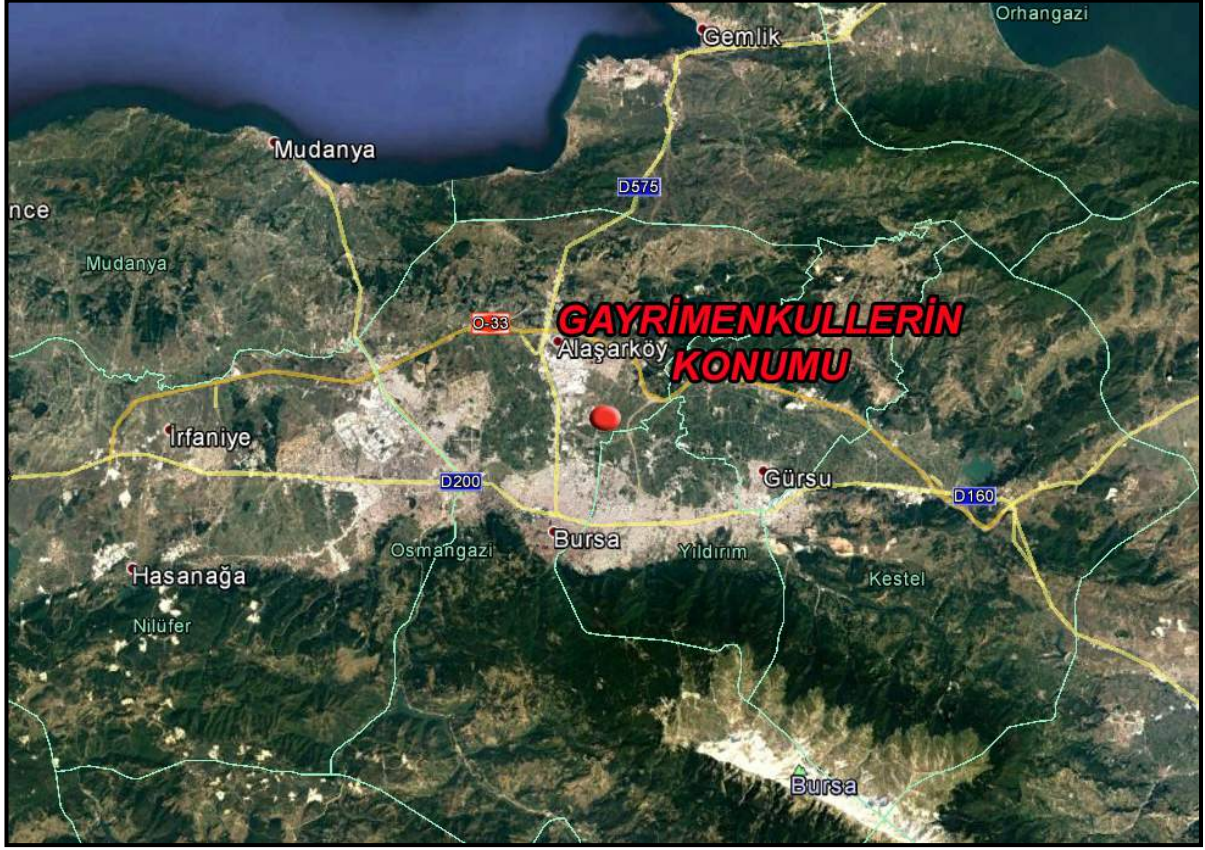 Orhangazi
Gemlik
Mudanya
D575
nce
Mudanya
O-33
GAYRİMENKULLERİN
KONUMU
Alaşarköy
İrfaniye
Gürsu
D200
D160
Bursa
Osmangazi
Yıldırım
Hasanağa
Kestel
Nilüfer
Bursa